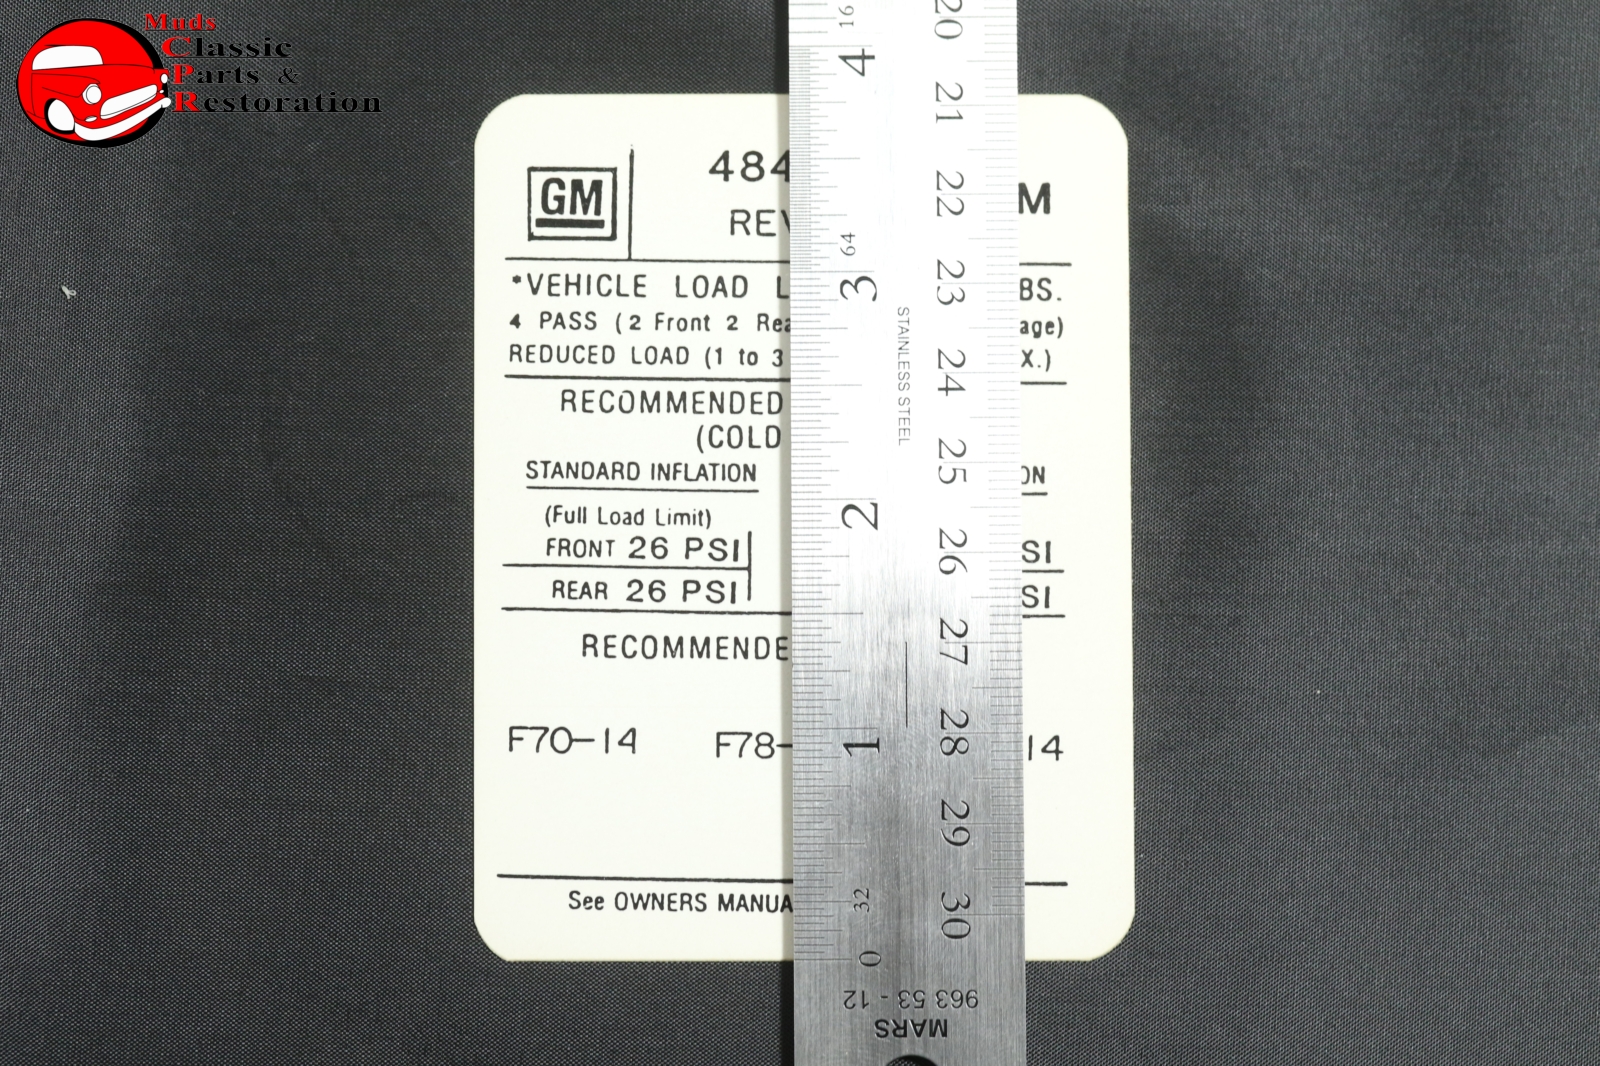 Muds
Classic
Parts &
Restoration
GM
484
REV
M
*VEHICLE LOAD L
BS.
4 PASS (2 Front 2 Rea
age)
REDUCED LOAD (1 to 3
X.)
RECOMMENDED
(COLD
STANDARD INFLATION
ON
(Full Load Limit)
FRONT 26 PSI
SI
REAR 26 PSI
SI
RECOMMENDE
F70-14 F78-
14
See OWNERS MANUA
16 4 64 3 2 1 32 0
STAINLESS STEEL
20 21 22 23 24 25 26 27 28 29 30
963 53 - 12
MARS